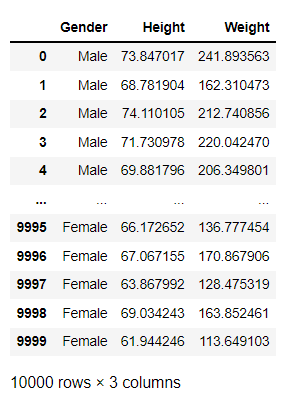 Gender Height Weight
0 Male 73.847017 241.893563
1 Male 68.781904 162.310473
2 Male 74.110105 212.740856
3 Male 71.730978 220.042470
4 Male 69.881796 206.349801
... ... ... ...
9995 Female 66.172652 136.777454
9996 Female 67.067155 170.867906
9997 Female 63.867992 128.475319
9998 Female 69.034243 163.852461
9999 Female 61.944246 113.649103
10000 rows × 3 columns